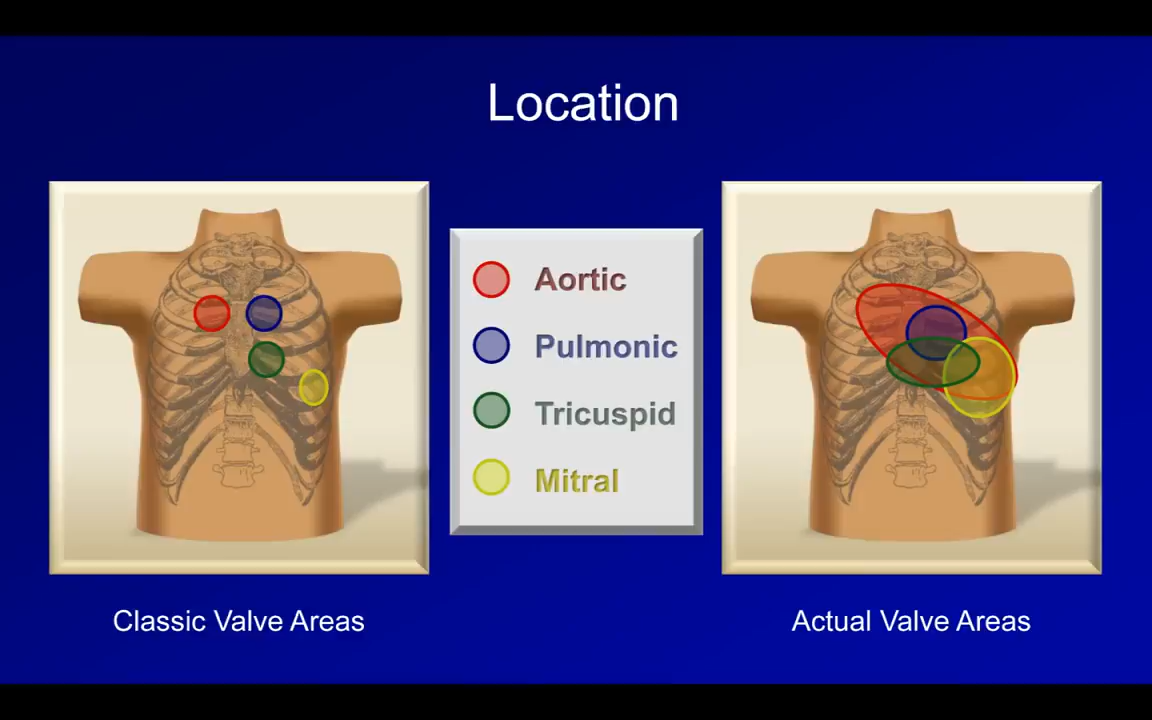 Location
Aortic
Pulmonic
Tricuspid
Mitral
Classic Valve Areas
Actual Valve Areas